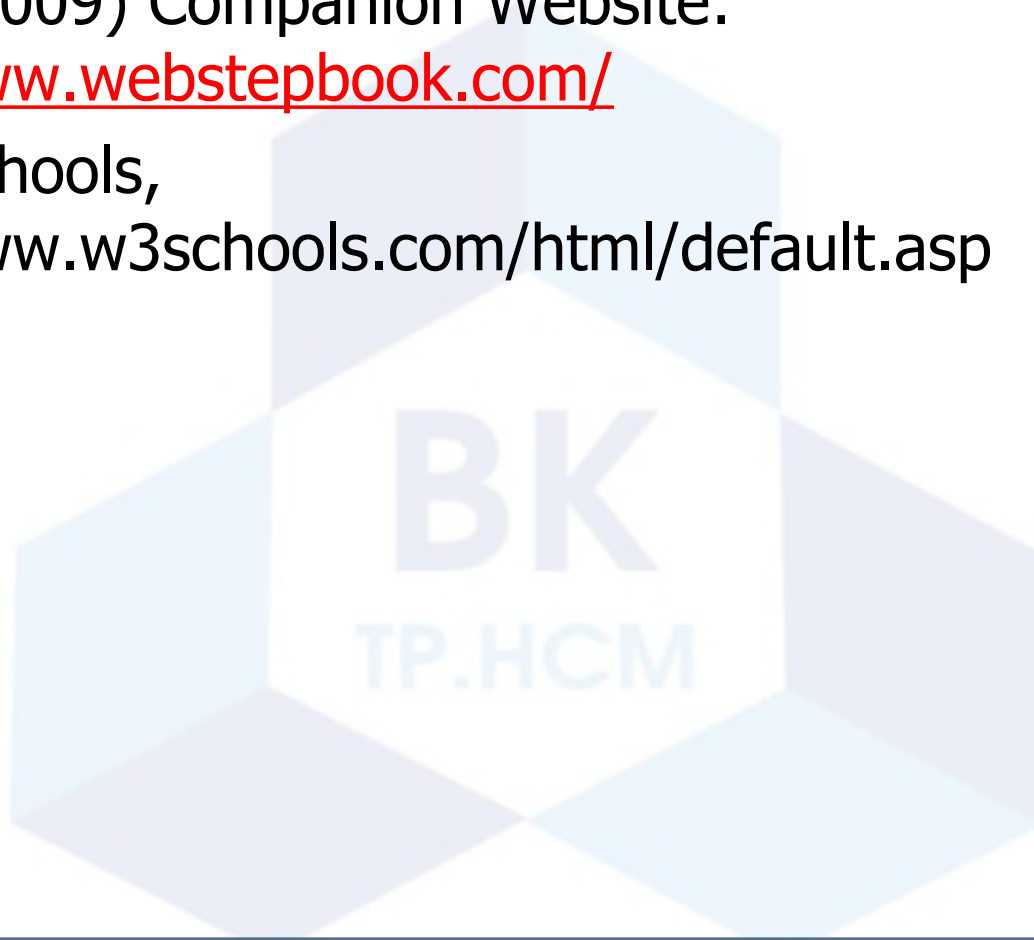 009) Companion Website.
ww.webstepbook.com/
hools,
ww.w3schools.com/html/default.asp
BK
TP.HCM